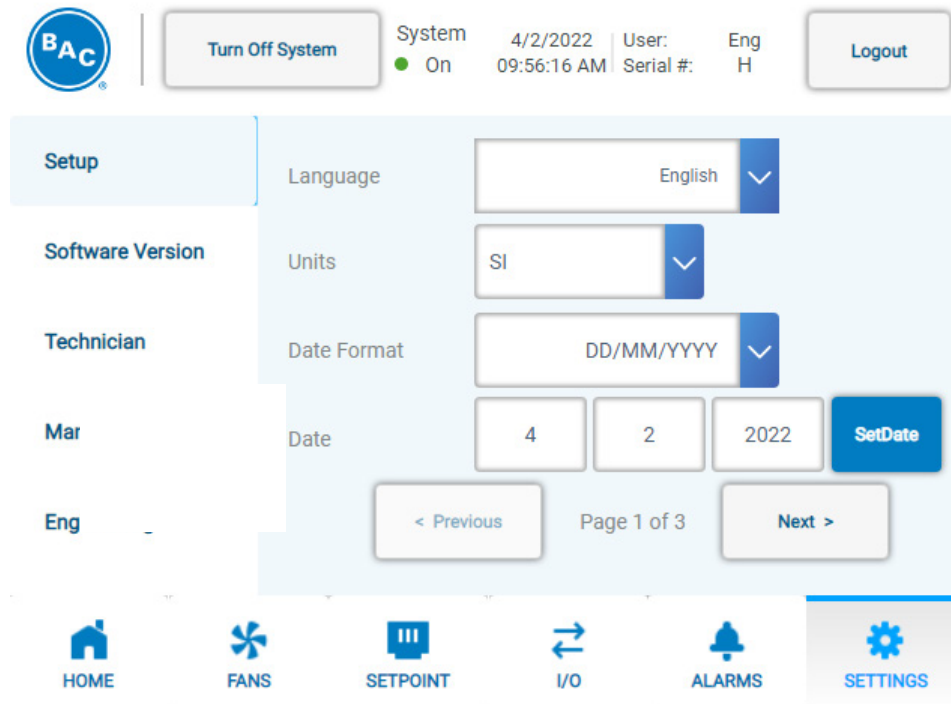 BAC
®
Turn Off System
System
On
4/2/2022
09:56:16 AM
User: Eng
Serial #: H
Logout
Setup
Software Version
Technician
Mar
Eng
Language English
Units SI
Date Format DD/MM/YYYY
Date 4 2 2022 SetDate
< Previous Page 1 of 3 Next >
HOME FANS SETPOINT I/O ALARMS SETTINGS